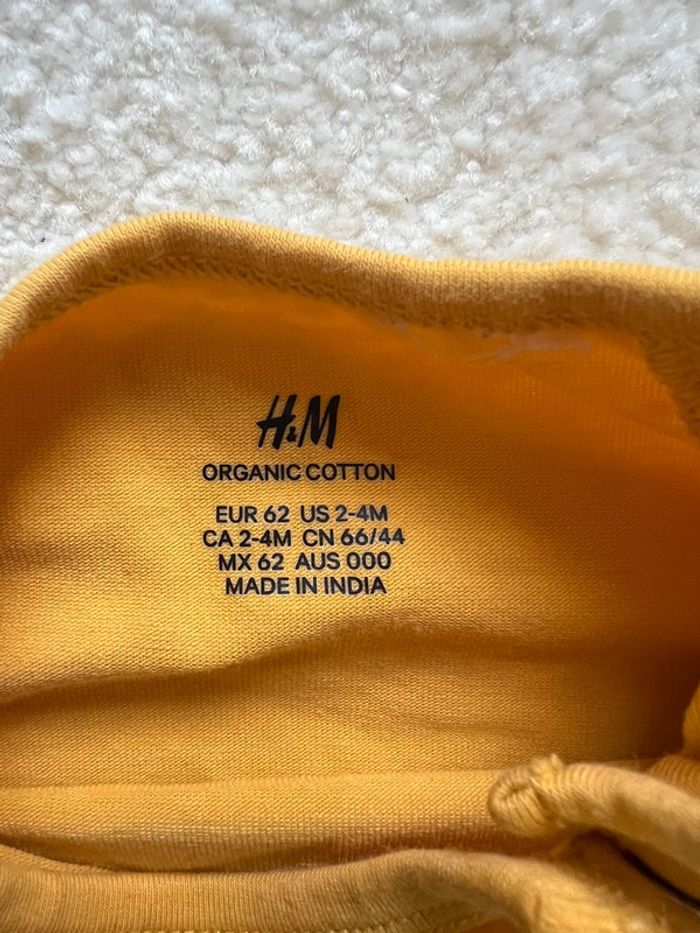 H&M
ORGANIC COTTON
EUR 62 US 2-4M
CA 2-4M CN 66/44
MX 62 AUS 000
MADE IN INDIA